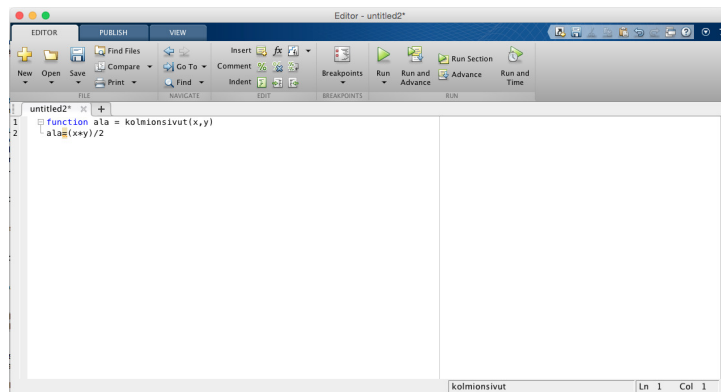 Editor - untitled2*
EDITOR PUBLISH VIEW
New Open Save Find Files Compare Print
FILE
Go To Find
NAVIGATE
Insert fx
Comment %
Indent
EDIT
Breakpoints
BREAKPOINTS
Run Run and Advance Run Section Advance Run and Time
RUN
untitled2* × +
1 function ala = kolmionsivut(x,y)
2 ala=(x*y)/2
kolmionsivut Ln 1 Col 1